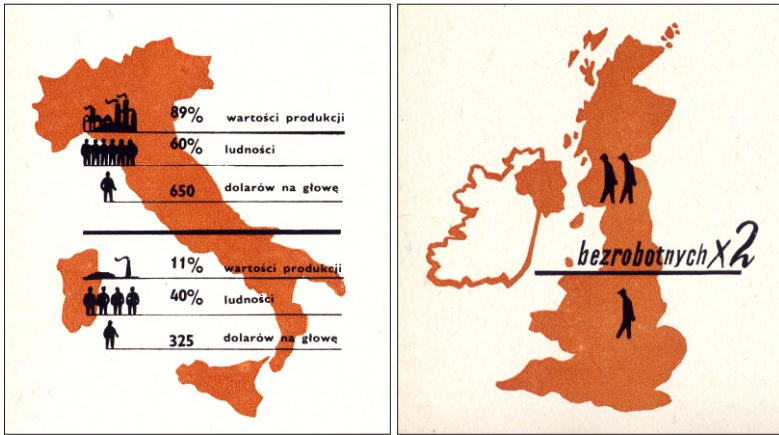 89% wartości produkcji
60% ludności
650 dolarów na głowę
11% wartości produkcji
40% ludności
325 dolarów na głowę
bezrobotnych X 2